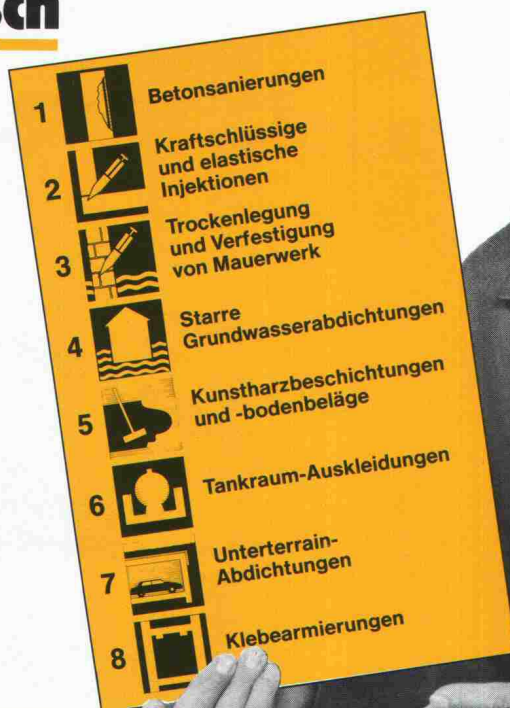 1 Betonsanierungen
2 Kraftschlüssige
und elastische
Injektionen
3 Trockenlegung
und Verfestigung
von Mauerwerk
4 Starre
Grundwasserabdichtungen
5 Kunstharzbeschichtungen
und -bodenbeläge
6 Tankraum-Auskleidungen
7 Unterterrain-
Abdichtungen
8 Klebearmierungen